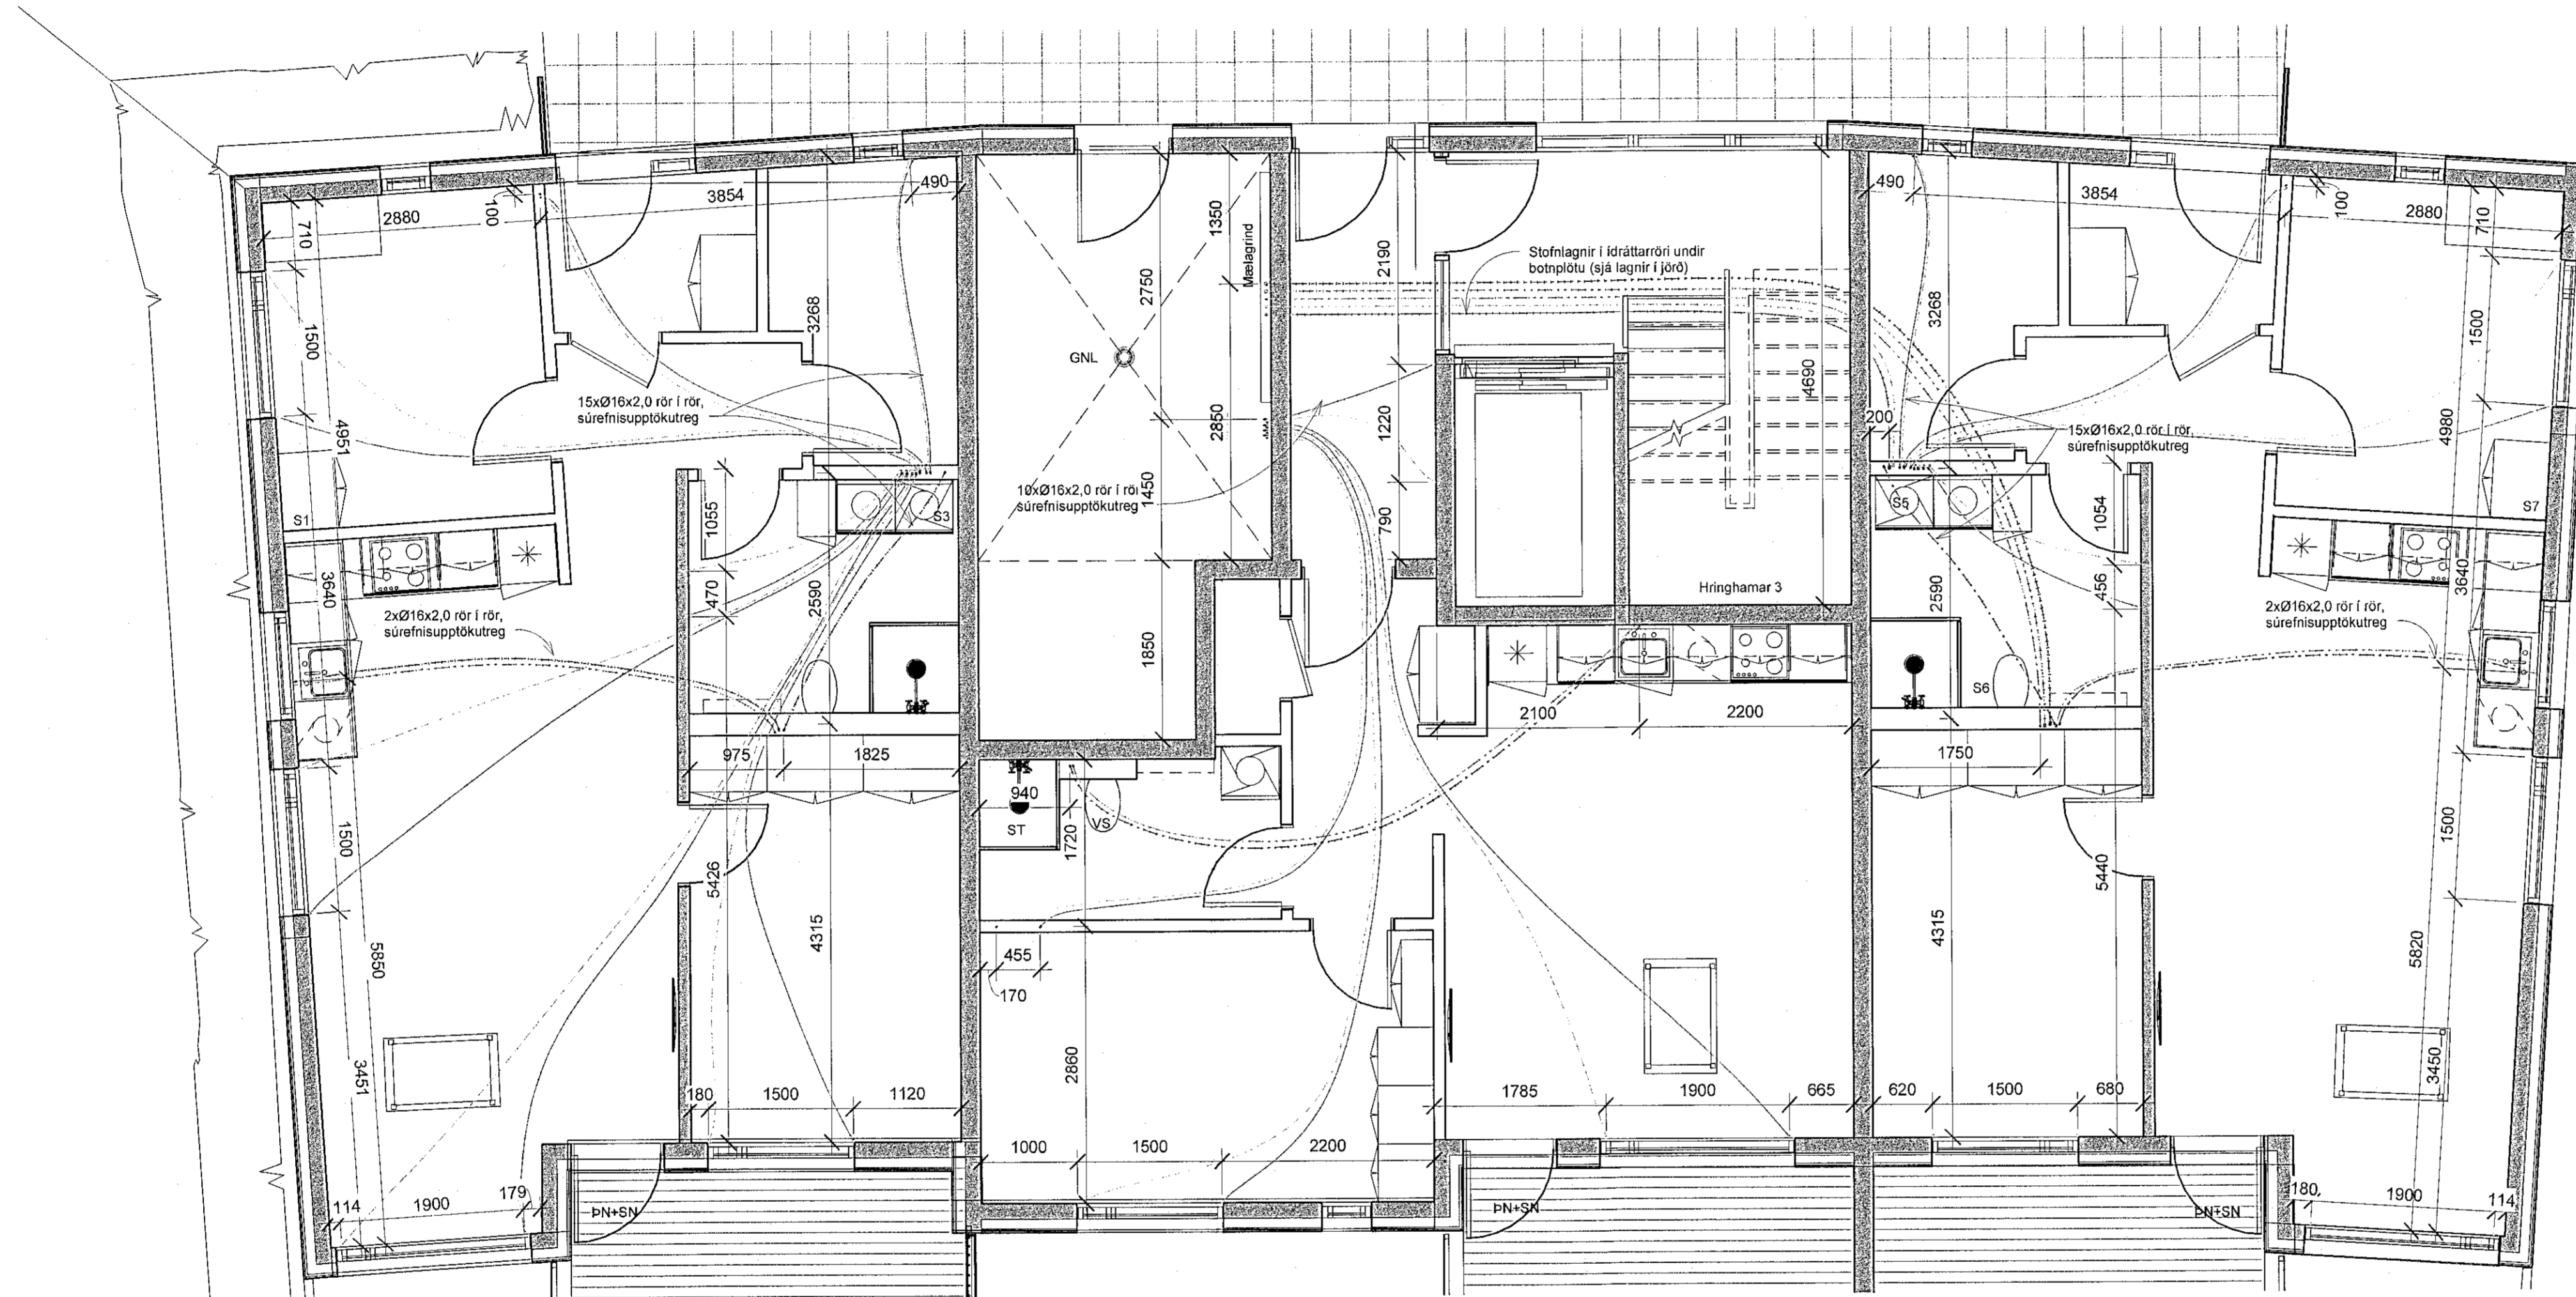 490
3854
2880
100
710
1500
4951
3268
15xØ16x2,0 rör í rör,
súrefnisupptökutreg
S1
S3
3640
1055
470
2590
2xØ16x2,0 rör í rör,
súrefnisupptökutreg
975
1825
1500
5426
4315
5850
3451
180
1500
1120
114
1900
179
ÞN+SN
1350
Mælagrind
2750
GNL
2850
10xØ16x2,0 rör í rör
súrefnisupptökutreg
1450
1850
940
ST
VS
1720
455
170
2860
1000
1500
2200
2190
Stofnlagnir í ídráttarröri undir
botnplötu (sjá lagnir í jörð)
1220
4690
790
Hringhamar 3
2100
2200
1785
1900
665
ÞN+SN
490
3854
100
2880
710
3268
1500
200
15xØ16x2,0 rör í rör,
súrefnisupptökutreg
4980
S5
S7
1054
456
2590
3640
2xØ16x2,0 rör í rör,
súrefnisupptökutreg
S6
1750
1500
5440
4315
5820
3450
620
1500
680
180
1900
114
ÞN+SN